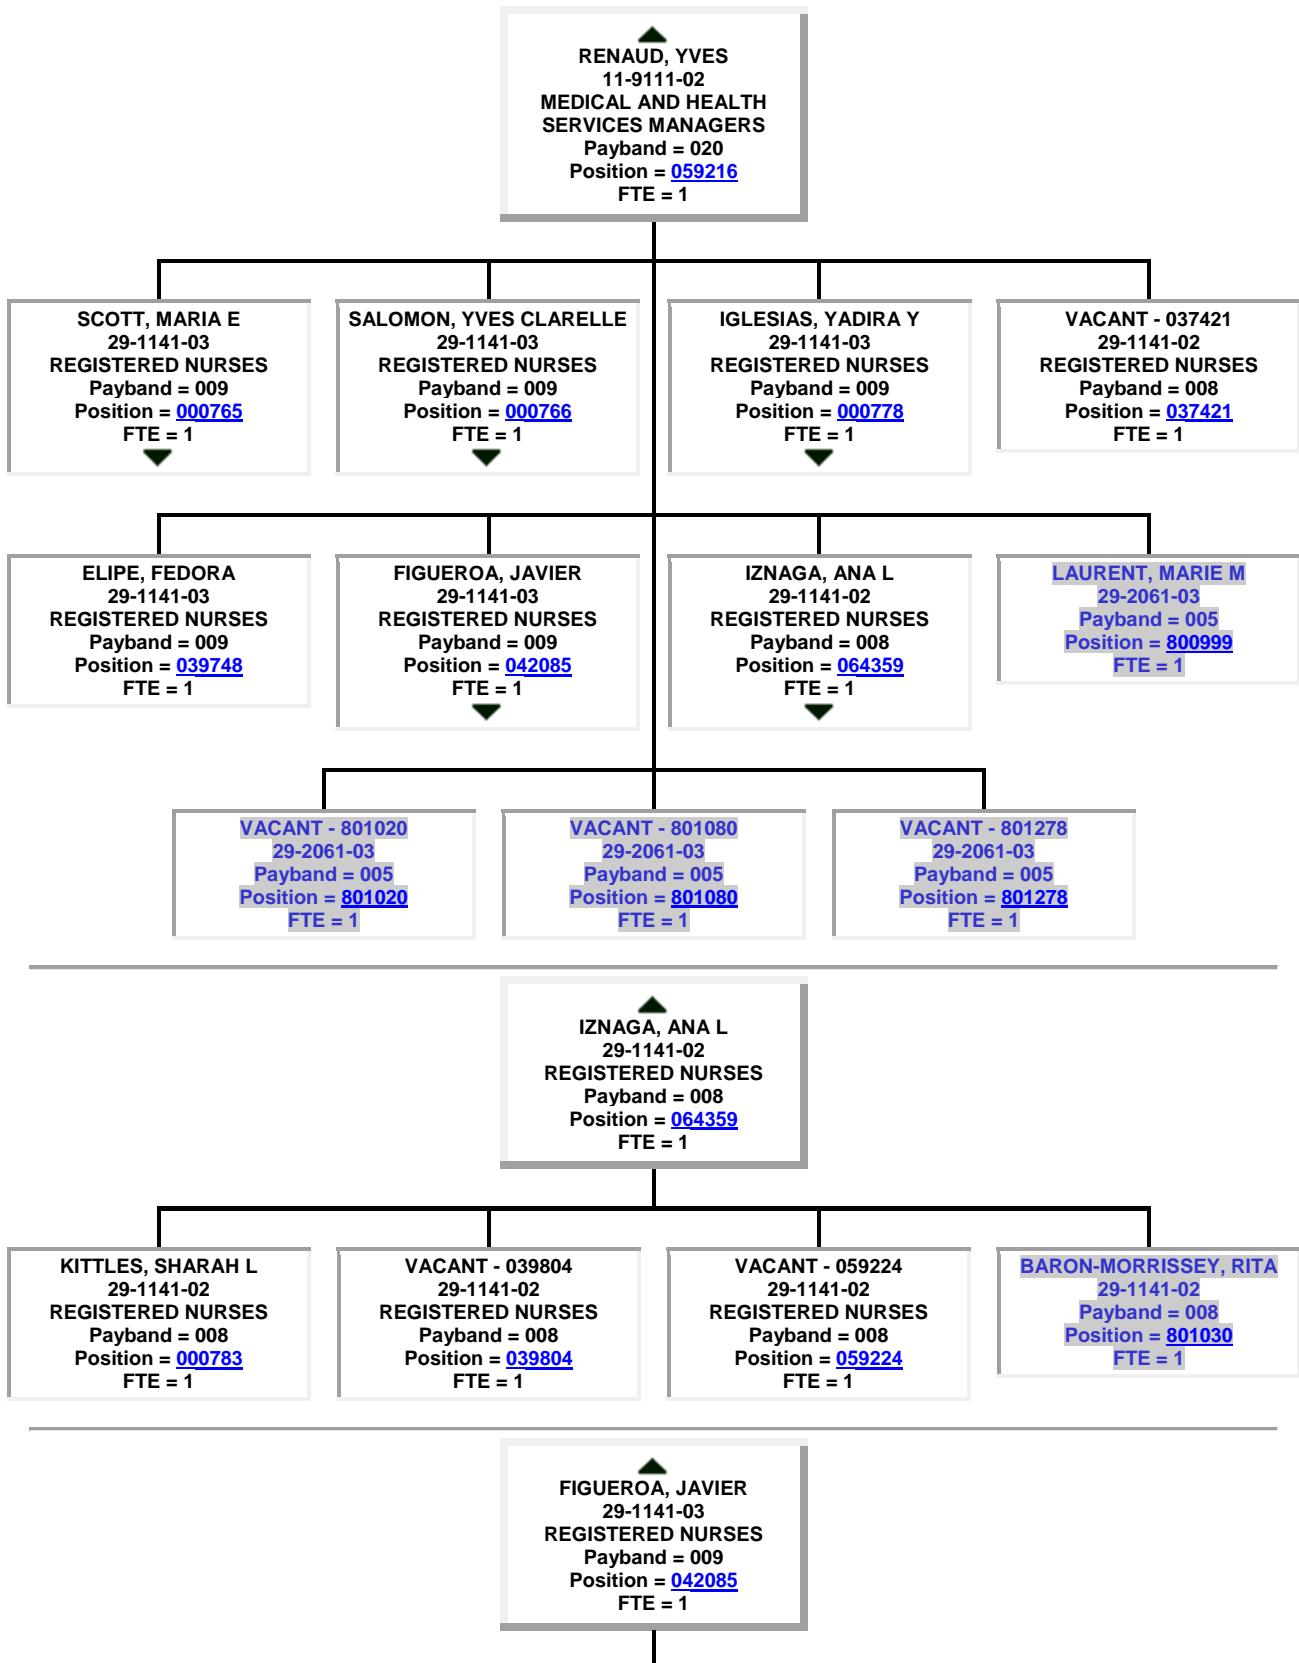 RENAUD, YVES
11-9111-02
MEDICAL AND HEALTH
SERVICES MANAGERS
Payband = 020
Position = 059216
FTE = 1
SCOTT, MARIA E
29-1141-03
REGISTERED NURSES
Payband = 009
Position = 000765
FTE = 1
SALOMON, YVES CLARELLE
29-1141-03
REGISTERED NURSES
Payband = 009
Position = 000766
FTE = 1
IGLESIAS, YADIRA Y
29-1141-03
REGISTERED NURSES
Payband = 009
Position = 000778
FTE = 1
VACANT - 037421
29-1141-02
REGISTERED NURSES
Payband = 008
Position = 037421
FTE = 1
ELIPE, FEDORA
29-1141-03
REGISTERED NURSES
Payband = 009
Position = 039748
FTE = 1
FIGUEROA, JAVIER
29-1141-03
REGISTERED NURSES
Payband = 009
Position = 042085
FTE = 1
IZNAGA, ANA L
29-1141-02
REGISTERED NURSES
Payband = 008
Position = 064359
FTE = 1
LAURENT, MARIE M
29-2061-03
Payband = 005
Position = 800999
FTE = 1
VACANT - 801020
29-2061-03
Payband = 005
Position = 801020
FTE = 1
VACANT - 801080
29-2061-03
Payband = 005
Position = 801080
FTE = 1
VACANT - 801278
29-2061-03
Payband = 005
Position = 801278
FTE = 1
IZNAGA, ANA L
29-1141-02
REGISTERED NURSES
Payband = 008
Position = 064359
FTE = 1
KITTLES, SHARAH L
29-1141-02
REGISTERED NURSES
Payband = 008
Position = 000783
FTE = 1
VACANT - 039804
29-1141-02
REGISTERED NURSES
Payband = 008
Position = 039804
FTE = 1
VACANT - 059224
29-1141-02
REGISTERED NURSES
Payband = 008
Position = 059224
FTE = 1
BARON-MORRISSEY, RITA
29-1141-02
Payband = 008
Position = 801030
FTE = 1
FIGUEROA, JAVIER
29-1141-03
REGISTERED NURSES
Payband = 009
Position = 042085
FTE = 1